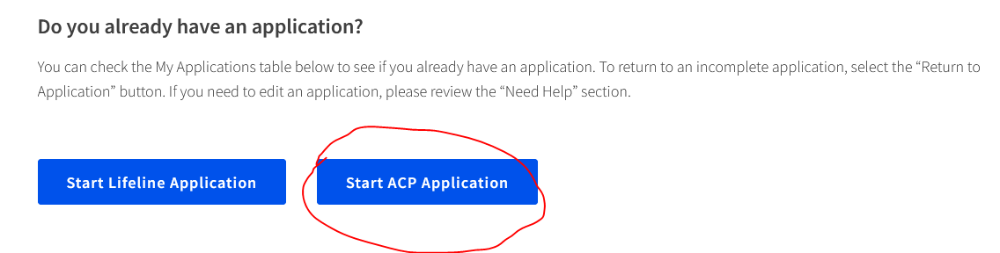 Do you already have an application?
You can check the My Applications table below to see if you already have an application. To return to an incomplete application, select the “Return to
Application” button. If you need to edit an application, please review the “Need Help” section.
Start Lifeline Application
Start ACP Application